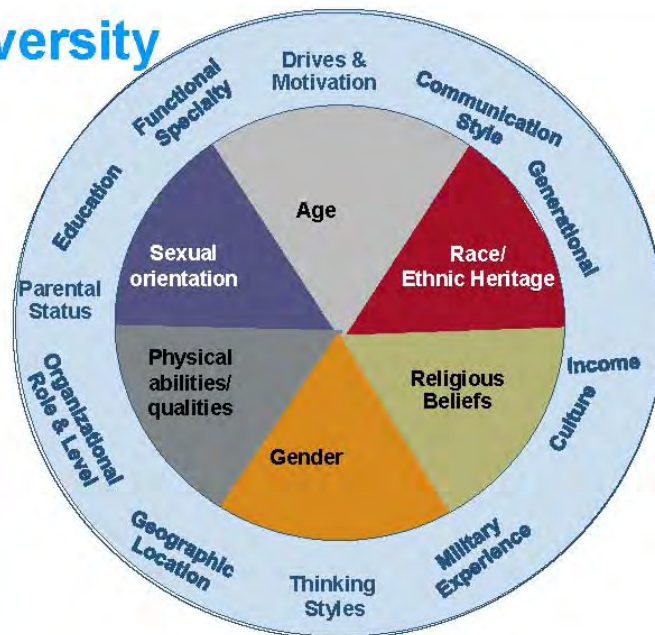 versity
Drives &
Motivation
Communication
Style
Generational
Income
Culture
Military
Experience
Thinking
Styles
Geographic
Location
Organizational
Role & Level
Parental
Status
Education
Functional
Specialty
Age
Race/
Ethnic Heritage
Religious
Beliefs
Gender
Physical
abilities/
qualities
Sexual
orientation